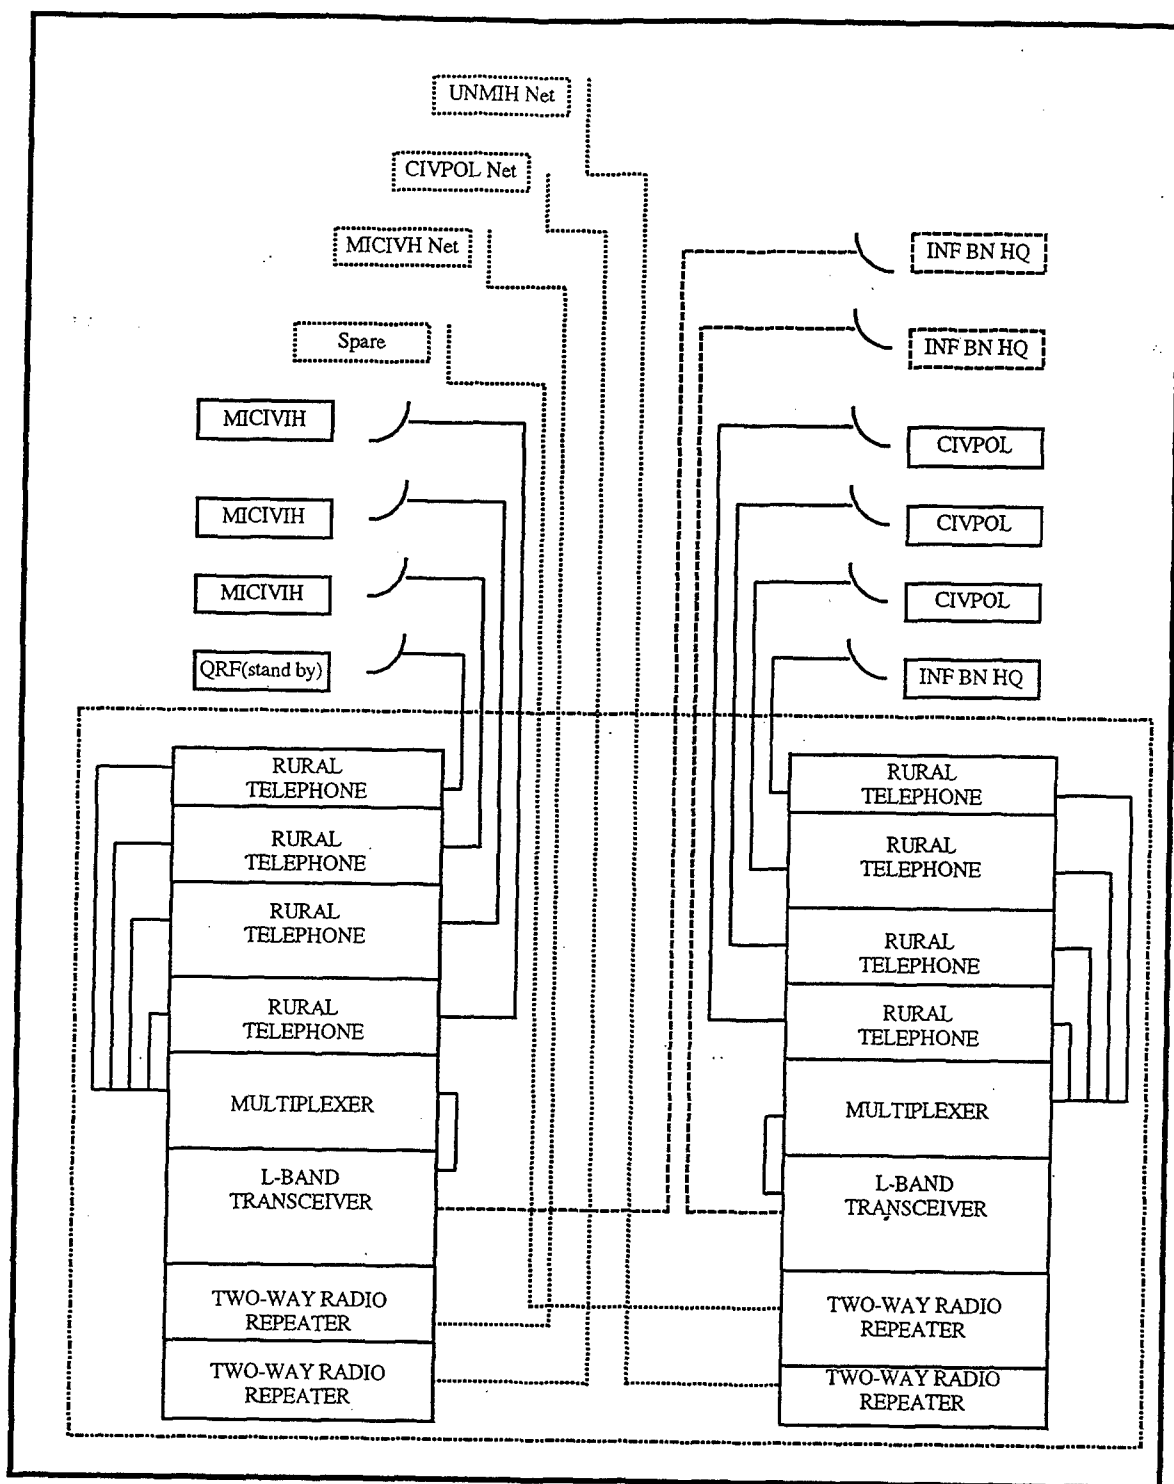 UNMIH Net
CIVPOL Net
MICIVH Net
Spare
MICIVIH
MICIVIH
MICIVIH
QRF(stand by)
INF BN HQ
INF BN HQ
CIVPOL
CIVPOL
CIVPOL
INF BN HQ
RURAL
TELEPHONE
RURAL
TELEPHONE
RURAL
TELEPHONE
RURAL
TELEPHONE
MULTIPLEXER
L-BAND
TRANSCEIVER
TWO-WAY RADIO
REPEATER
TWO-WAY RADIO
REPEATER
RURAL
TELEPHONE
RURAL
TELEPHONE
RURAL
TELEPHONE
RURAL
TELEPHONE
MULTIPLEXER
L-BAND
TRANSCEIVER
TWO-WAY RADIO
REPEATER
TWO-WAY RADIO
REPEATER